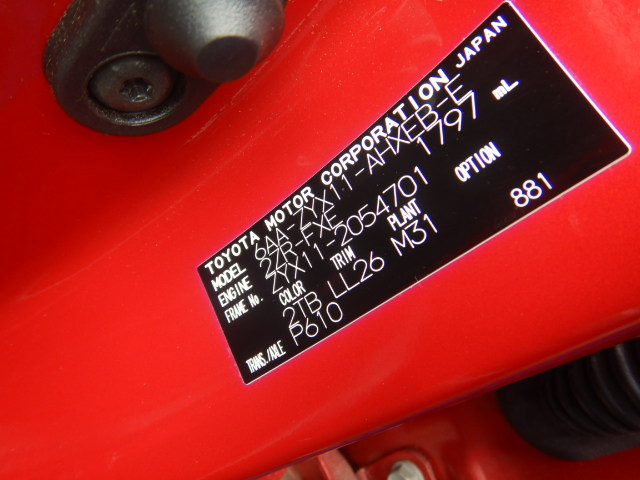 TOYOTA MOTOR CORPORATION JAPAN
MODEL 6AA-ZYX11-AHXEB-E
ENGINE 2ZR-FXE 1797 mL
FRAME No. ZYX11-2054701
COLOR TRIM PLANT OPTION
2TB LL26 M31 881
TRANS./AXLE P610